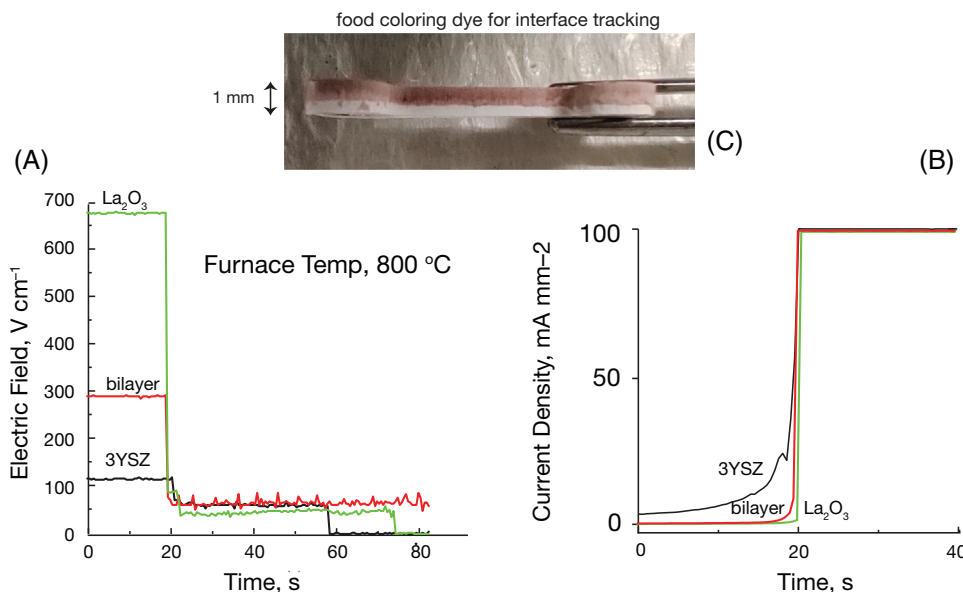 food coloring dye for interface tracking
1 mm
(C)
(A)
(B)
700
600
500
400
300
200
100
0
Electric Field, V cm⁻¹
La₂O₃
Furnace Temp, 800 °C
bilayer
3YSZ
0 20 40 60 80
Time, s
100
50
0
Current Density, mA mm–2
3YSZ
bilayer
La₂O₃
0 20 40
Time, s